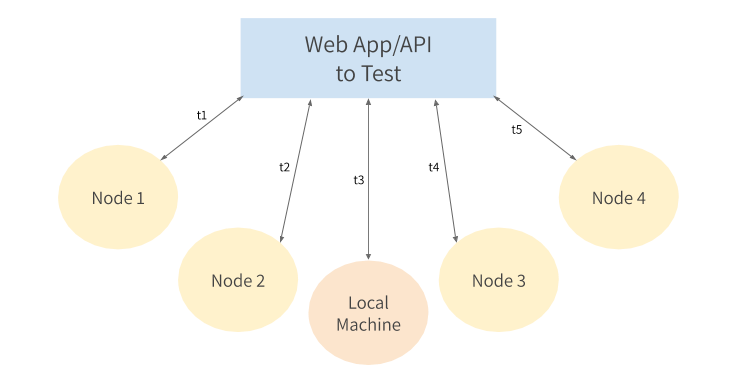 Web App/API
to Test
t1
t2
t3
t4
t5
Node 1
Node 2
Local
Machine
Node 3
Node 4